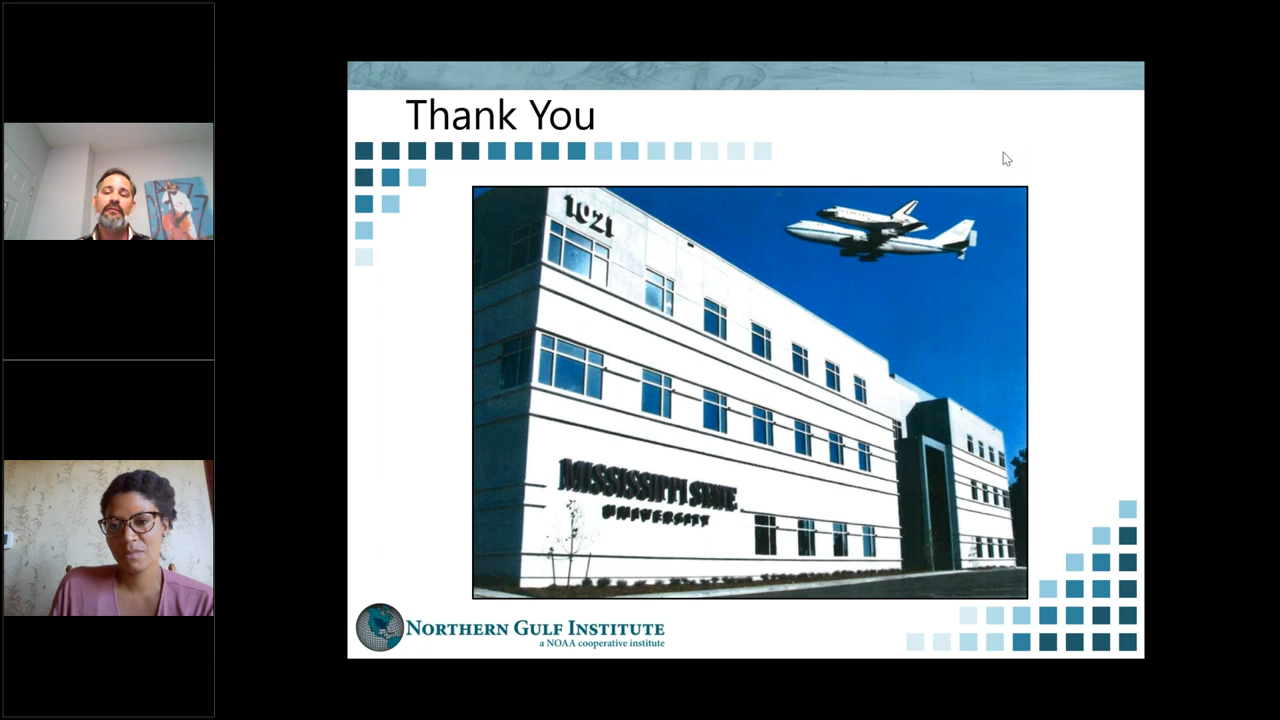 Thank You
1021
MISSISSIPPI STATE
UNIVERSITY
NORTHERN GULF INSTITUTE
a NOAA cooperative institute